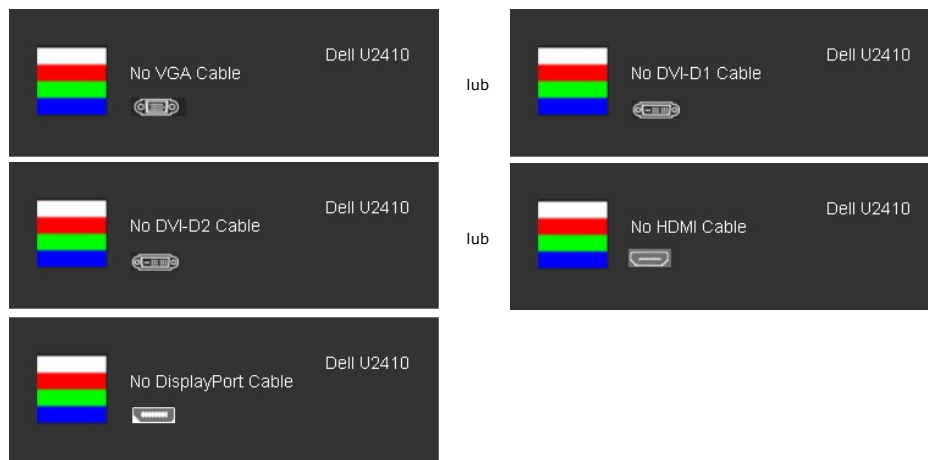 Dell U2410
No VGA Cable
lub
Dell U2410
No DVI-D1 Cable
Dell U2410
No DVI-D2 Cable
lub
Dell U2410
No HDMI Cable
Dell U2410
No DisplayPort Cable